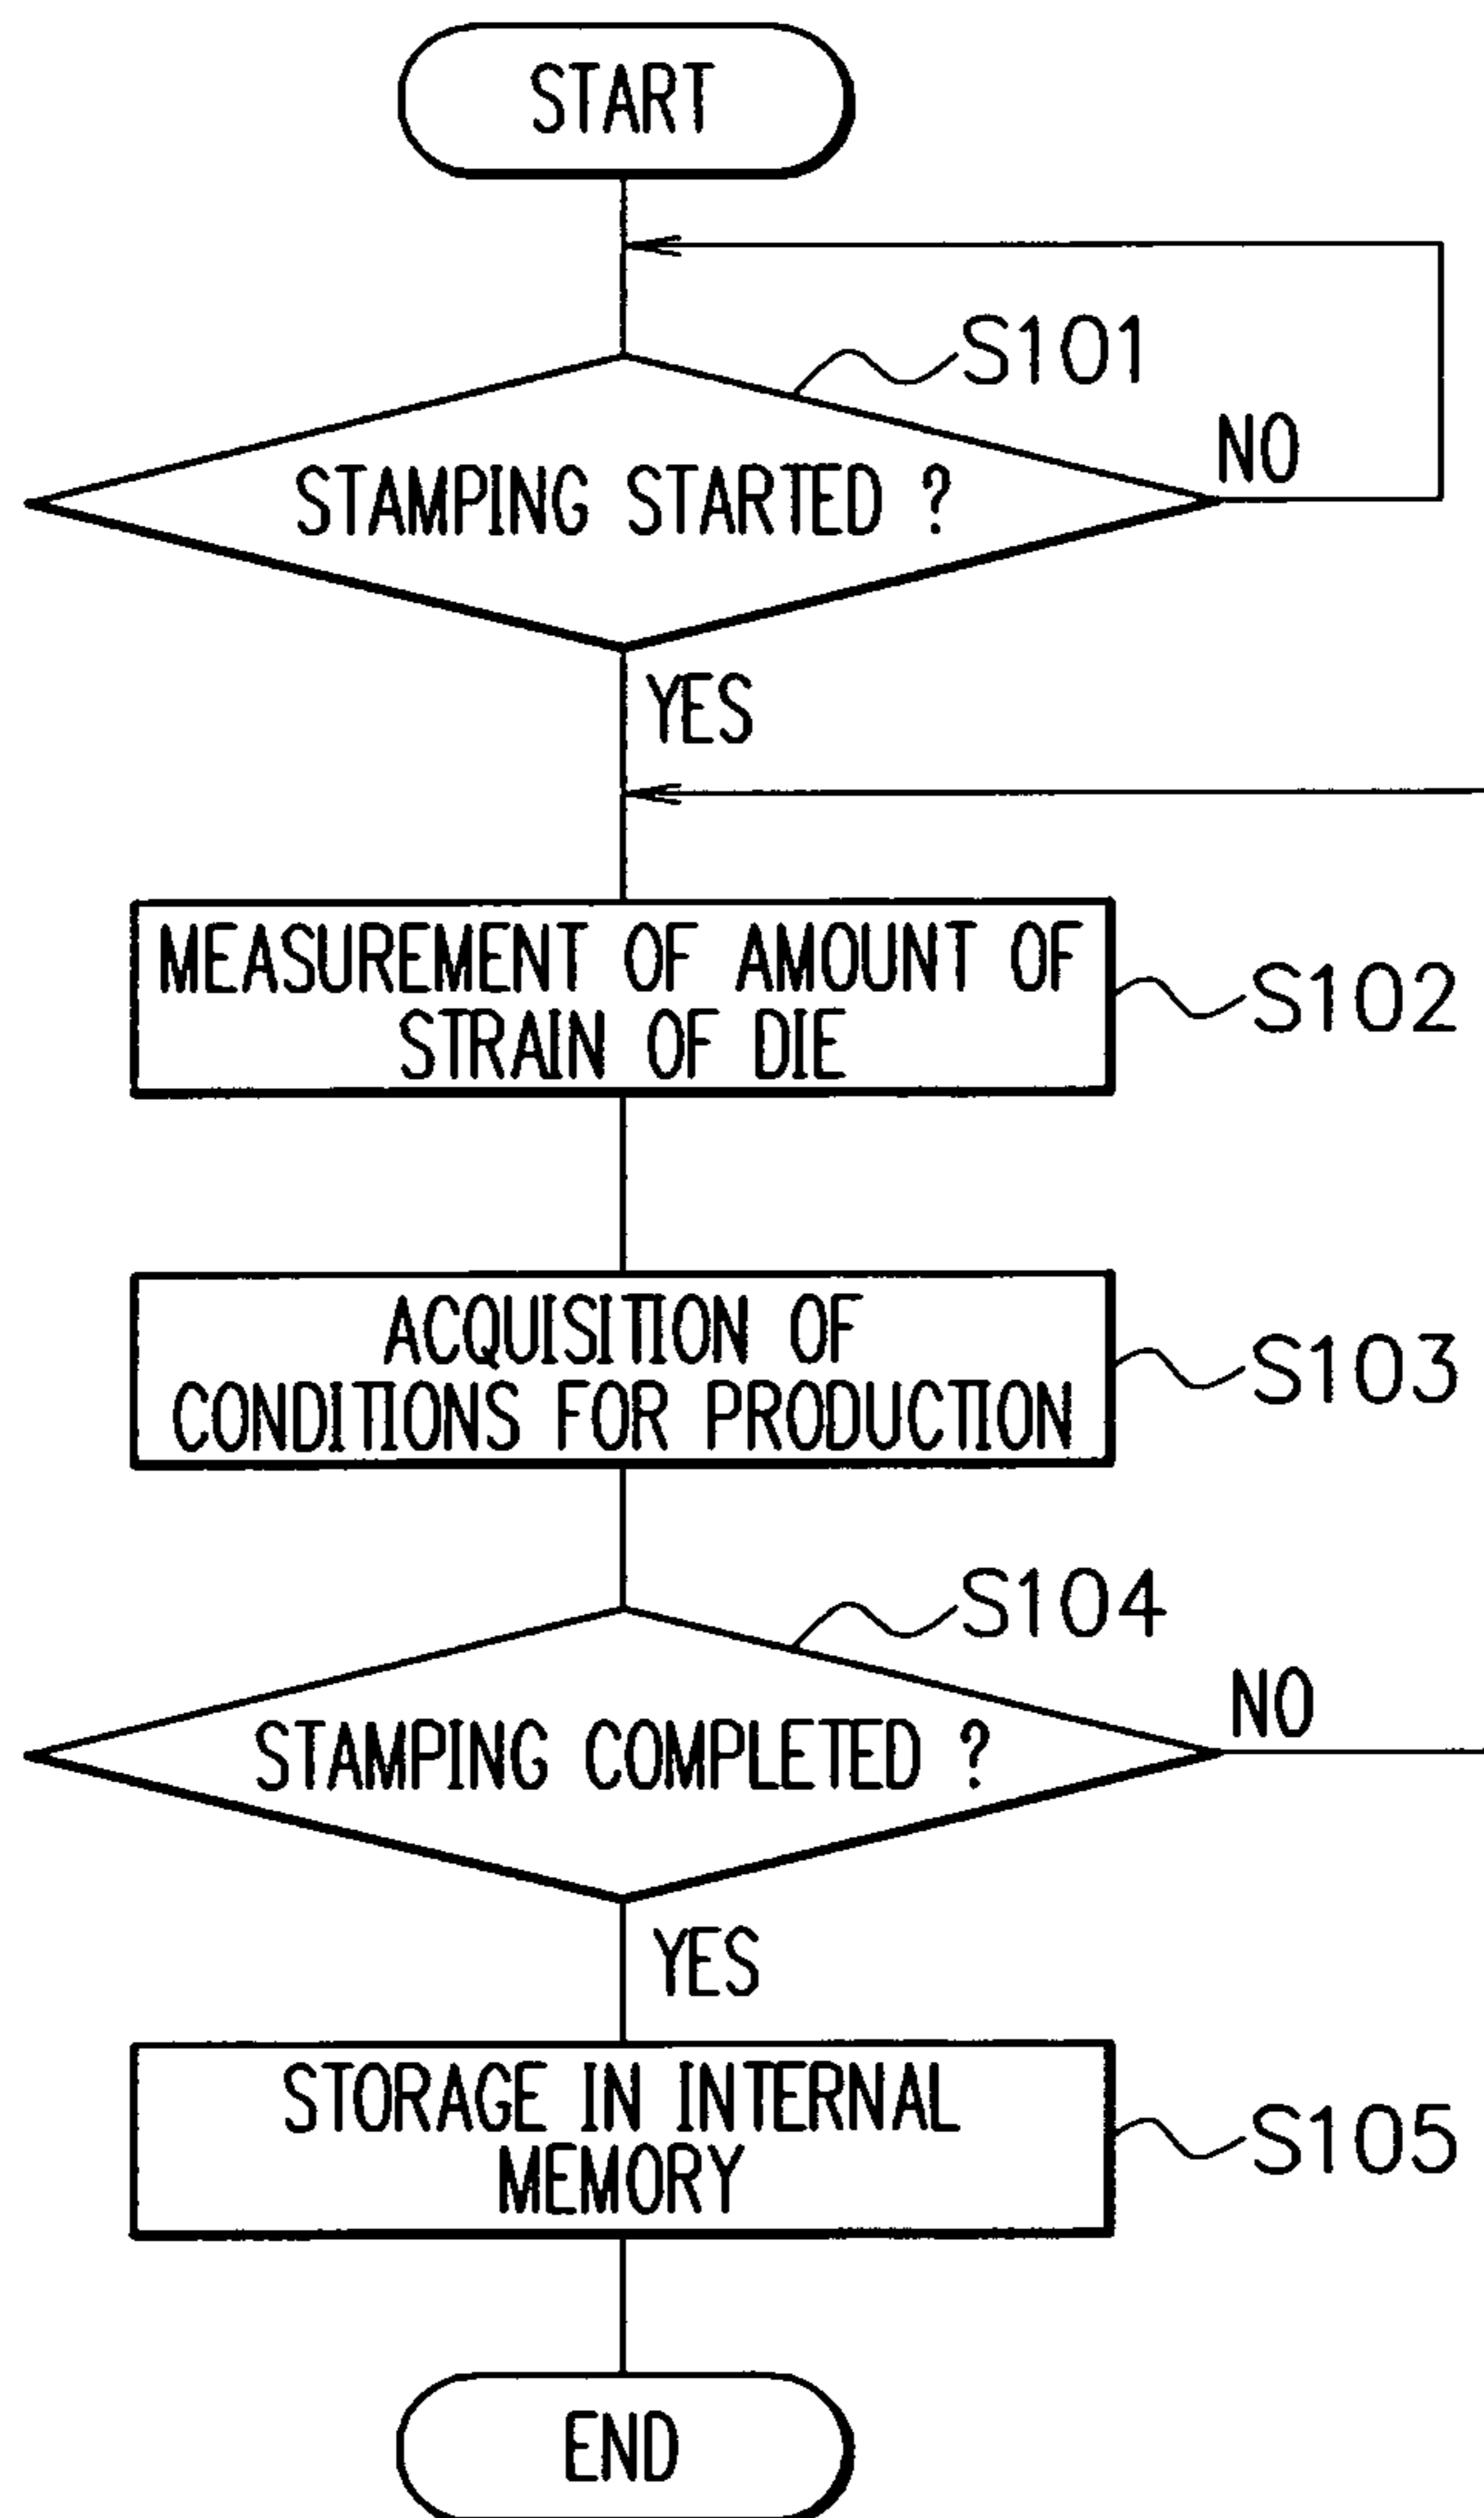 START
S101
NO
STAMPING STARTED ?
YES
MEASUREMENT OF AMOUNT OF
STRAIN OF DIE
S102
ACQUISITION OF
CONDITIONS FOR PRODUCTION
S103
S104
NO
STAMPING COMPLETED ?
YES
STORAGE IN INTERNAL
MEMORY
S105
END